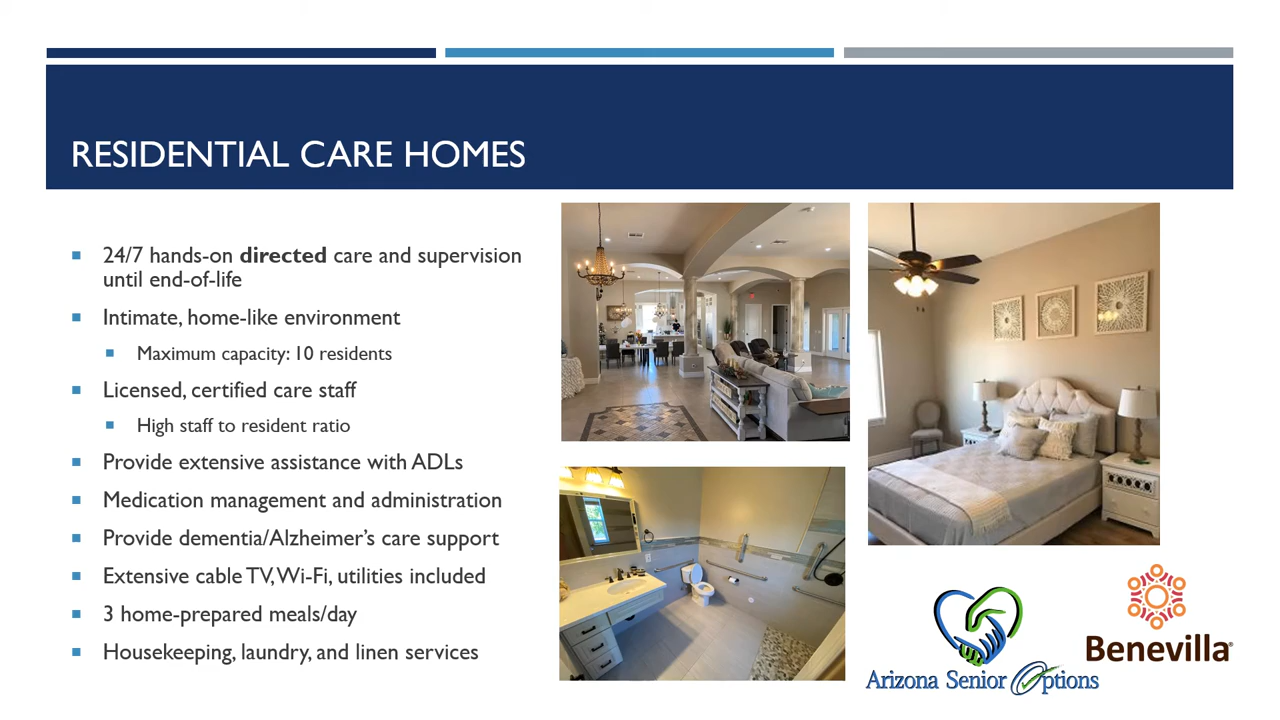 RESIDENTIAL CARE HOMES
24/7 hands-on directed care and supervision
until end-of-life
Intimate, home-like environment
Maximum capacity: 10 residents
Licensed, certified care staff
High staff to resident ratio
Provide extensive assistance with ADLs
Medication management and administration
Provide dementia/Alzheimer’s care support
Extensive cable TV, Wi-Fi, utilities included
3 home-prepared meals/day
Housekeeping, laundry, and linen services
Arizona Senior Options
Benevilla®